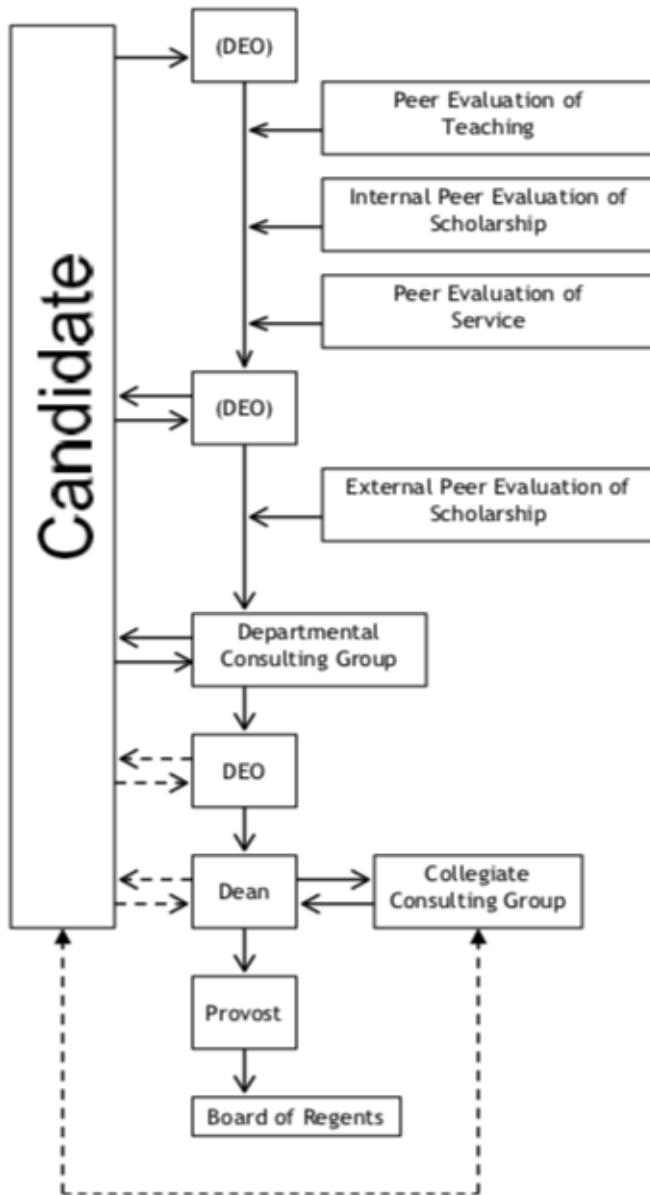 Candidate
(DEO)
Peer Evaluation of
Teaching
Internal Peer Evaluation of
Scholarship
Peer Evaluation of
Service
(DEO)
External Peer Evaluation of
Scholarship
Departmental
Consulting Group
DEO
Dean
Collegiate
Consulting Group
Provost
Board of Regents